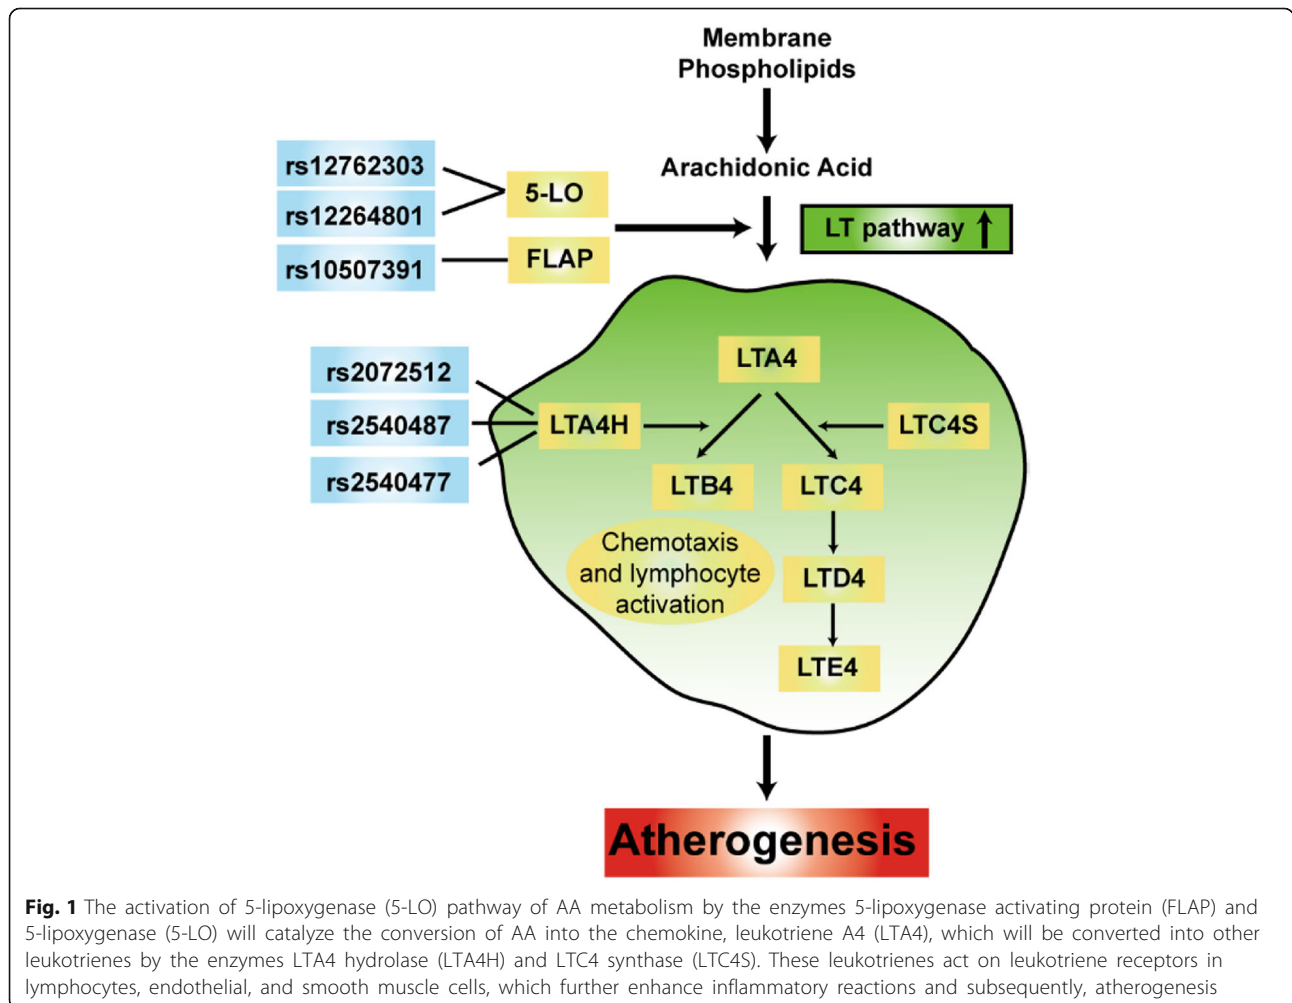 Membrane
Phospholipids
Arachidonic Acid
rs12762303
rs12264801
rs10507391
5-LO
FLAP
LT pathway
rs2072512
rs2540487
rs2540477
LTA4
LTA4H
LTC4S
LTB4
LTC4
Chemotaxis
and lymphocyte
activation
LTD4
LTE4
Atherogenesis
Fig. 1 The activation of 5-lipoxygenase (5-LO) pathway of AA metabolism by the enzymes 5-lipoxygenase activating protein (FLAP) and
5-lipoxygenase (5-LO) will catalyze the conversion of AA into the chemokine, leukotriene A4 (LTA4), which will be converted into other
leukotrienes by the enzymes LTA4 hydrolase (LTA4H) and LTC4 synthase (LTC4S). These leukotrienes act on leukotriene receptors in
lymphocytes, endothelial, and smooth muscle cells, which further enhance inflammatory reactions and subsequently, atherogenesis